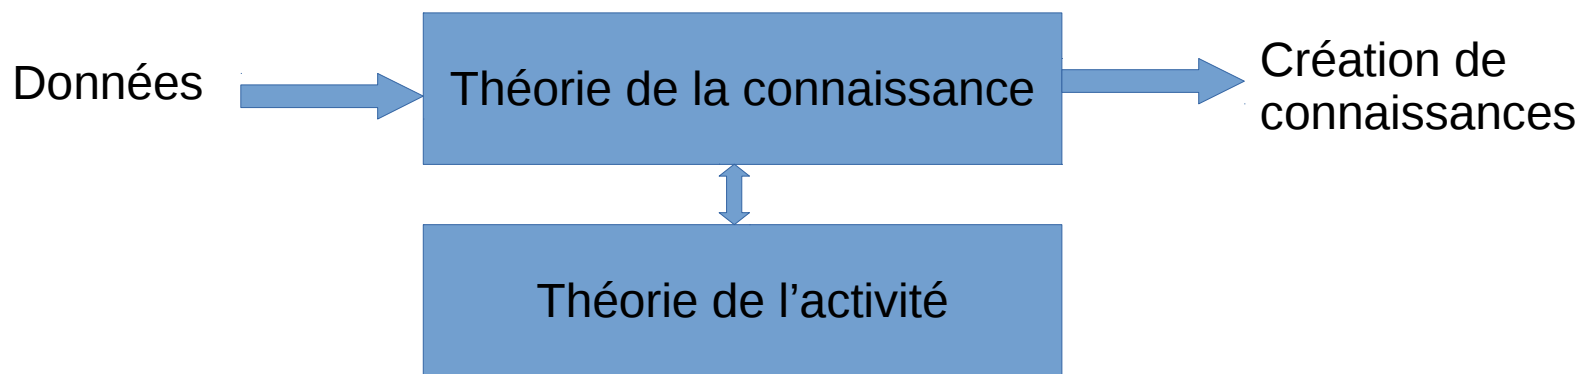 Données
Théorie de la connaissance
Création de
connaissances
Théorie de l’activité